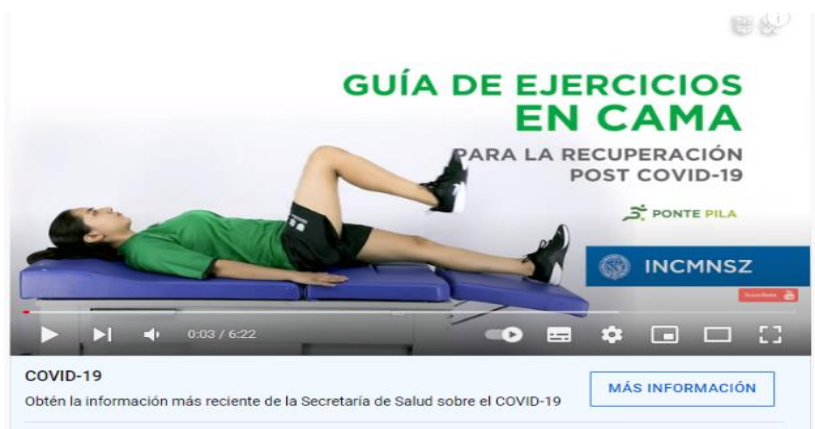 GUÍA DE EJERCICIOS
EN CAMA
PARA LA RECUPERACIÓN
POST COVID-19
PONTE PILA
INCMNSZ
0:03 / 6:22
COVID-19
Obtén la información más reciente de la Secretaría de Salud sobre el COVID-19
MÁS INFORMACIÓN